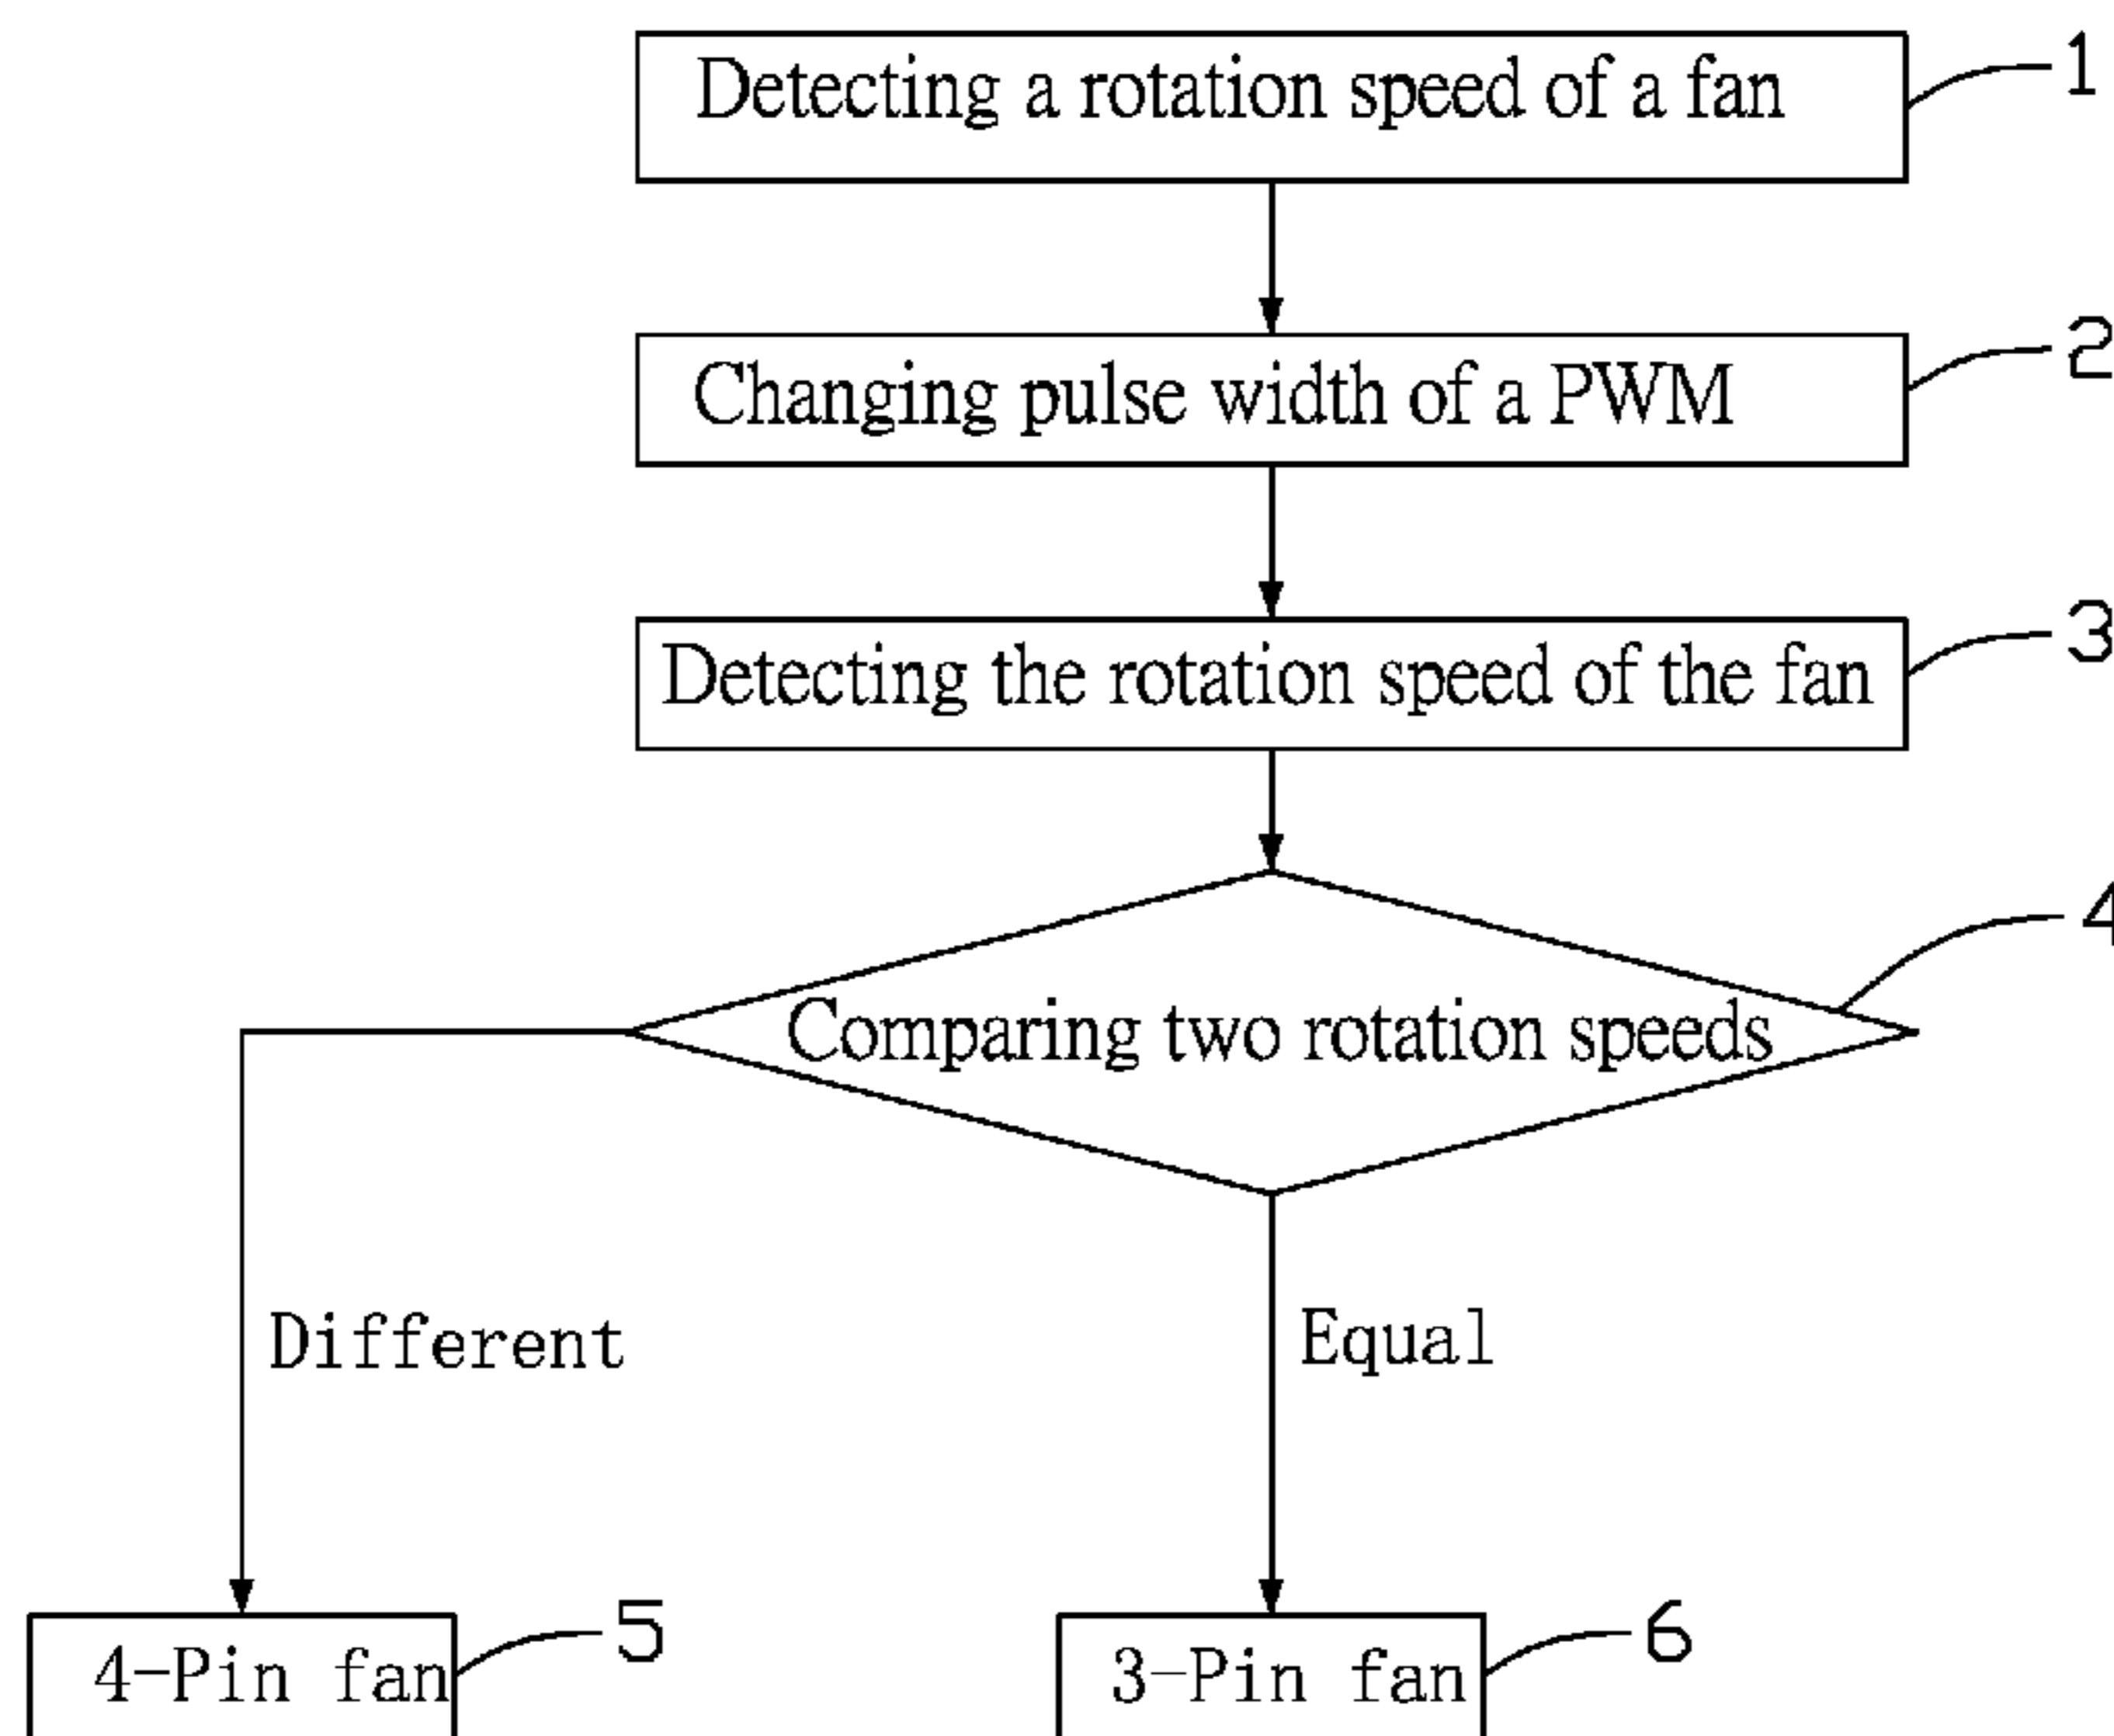 Detecting a rotation speed of a fan
1
Changing pulse width of a PWM
2
Detecting the rotation speed of the fan
3
Comparing two rotation speeds
4
Different
Equal
4-Pin fan
5
3-Pin fan
6